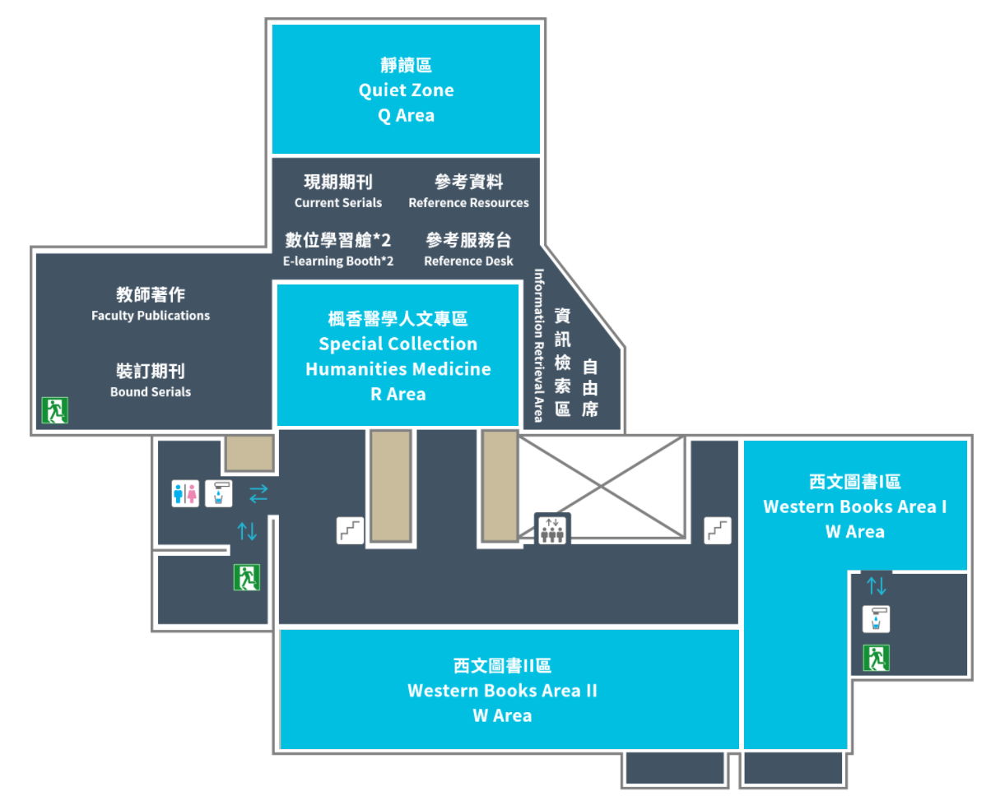 靜讀區
Quiet Zone
Q Area
現期期刊
Current Serials
參考資料
Reference Resources
數位學習艙*2
E-learning Booth*2
參考服務台
Reference Desk
教師著作
Faculty Publications
裝訂期刊
Bound Serials
楓香醫學人文專區
Special Collection
Humanities Medicine
R Area
Information Retrieval Area
資訊檢索區
自由席
西文圖書I區
Western Books Area I
W Area
西文圖書II區
Western Books Area II
W Area